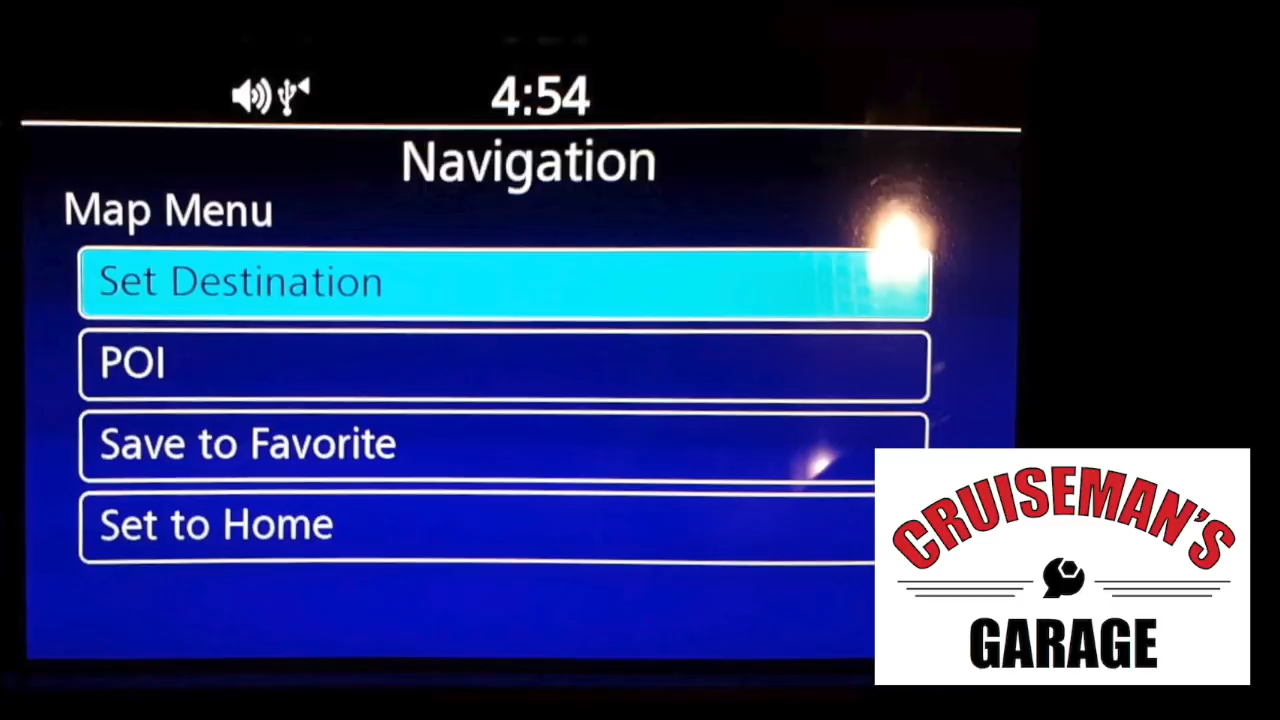 4:54
Navigation
Map Menu
Set Destination
POI
Save to Favorite
Set to Home
CRUISEMAN'S
GARAGE